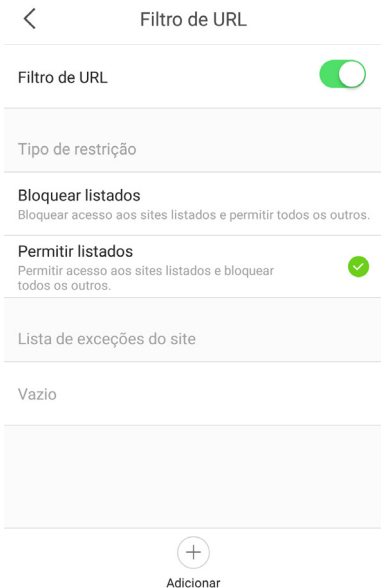 Filtro de URL
Filtro de URL
Tipo de restrição
Bloquear listados
Bloquear acesso aos sites listados e permitir todos os outros.
Permitir listados
Permitir acesso aos sites listados e bloquear
todos os outros.
Lista de exceções do site
Vazio
Adicionar